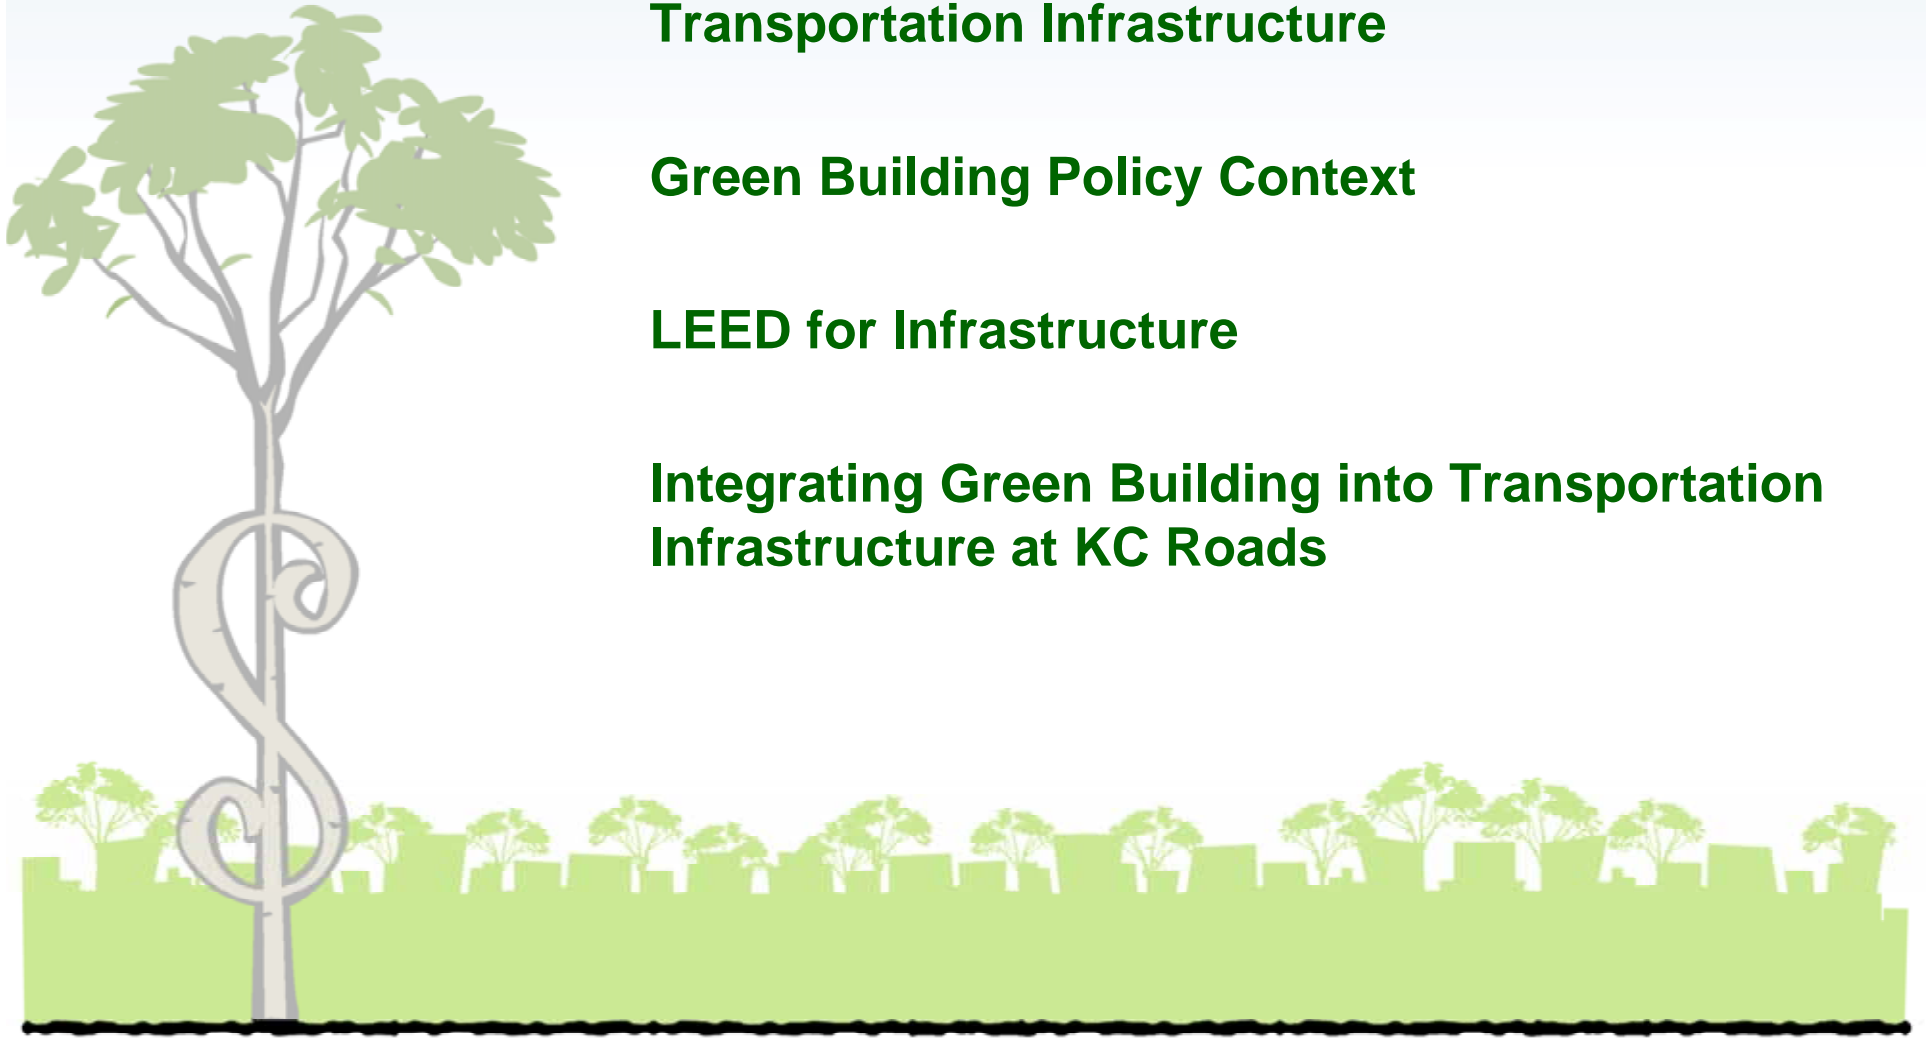 Transportation Infrastructure
Green Building Policy Context
LEED for Infrastructure
Integrating Green Building into Transportation
Infrastructure at KC Roads